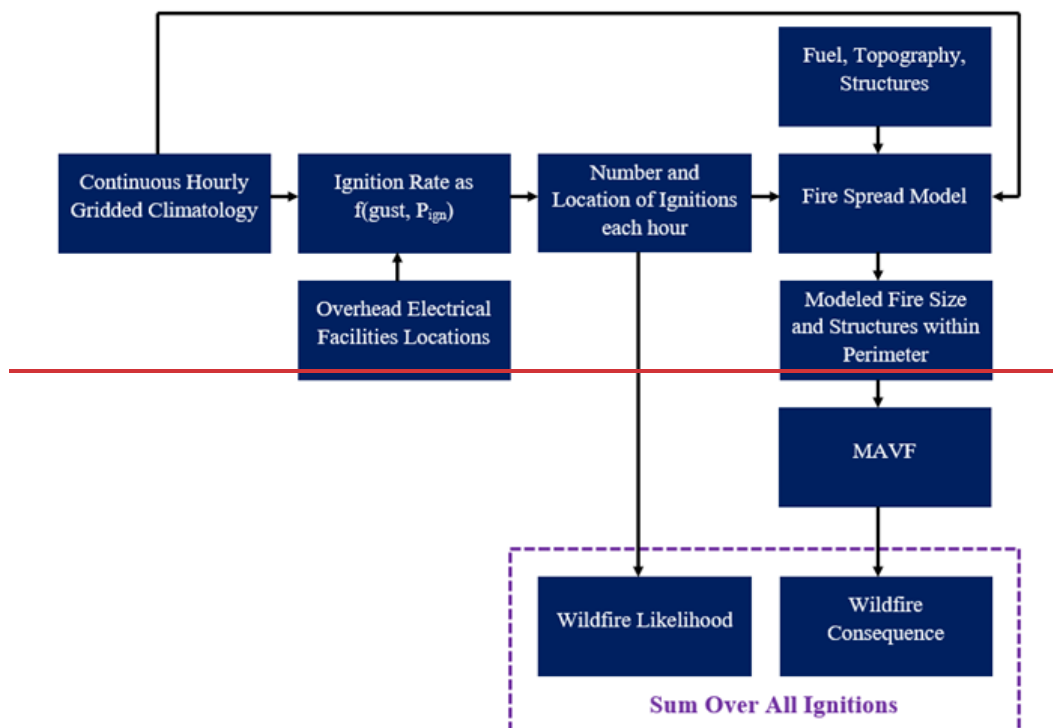 Fuel, Topography,
Structures
Continuous Hourly
Gridded Climatology
Ignition Rate as
f(gust, Pign)
Number and
Location of Ignitions
each hour
Fire Spread Model
Overhead Electrical
Facilities Locations
Modeled Fire Size
and Structures within
Perimeter
MAVF
Wildfire Likelihood
Wildfire
Consequence
Sum Over All Ignitions